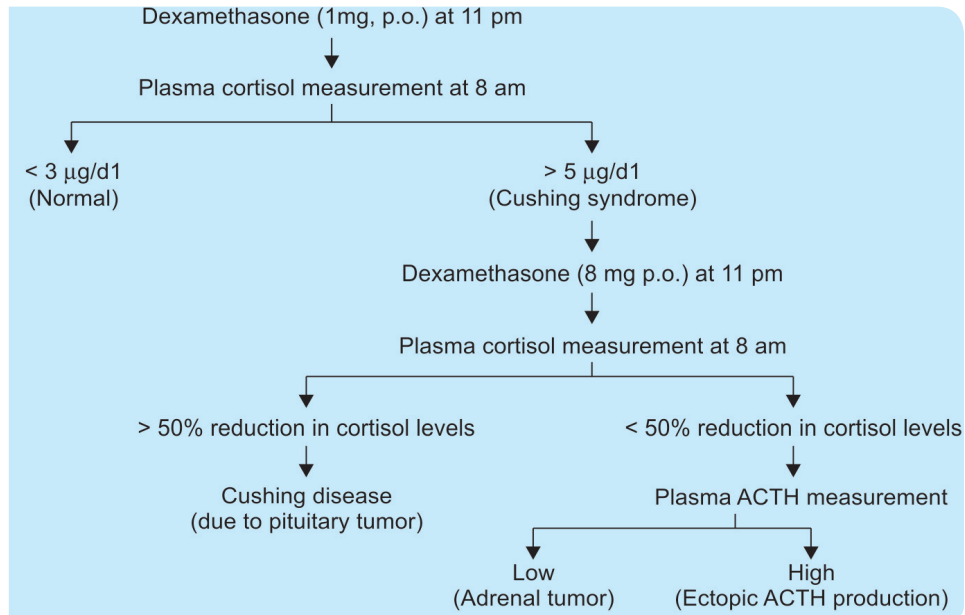 Dexamethasone (1mg, p.o.) at 11 pm
Plasma cortisol measurement at 8 am
< 3 μg/d1
(Normal)
> 5 μg/d1
(Cushing syndrome)
Dexamethasone (8 mg p.o.) at 11 pm
Plasma cortisol measurement at 8 am
> 50% reduction in cortisol levels
< 50% reduction in cortisol levels
Cushing disease
(due to pituitary tumor)
Plasma ACTH measurement
Low
(Adrenal tumor)
High
(Ectopic ACTH production)